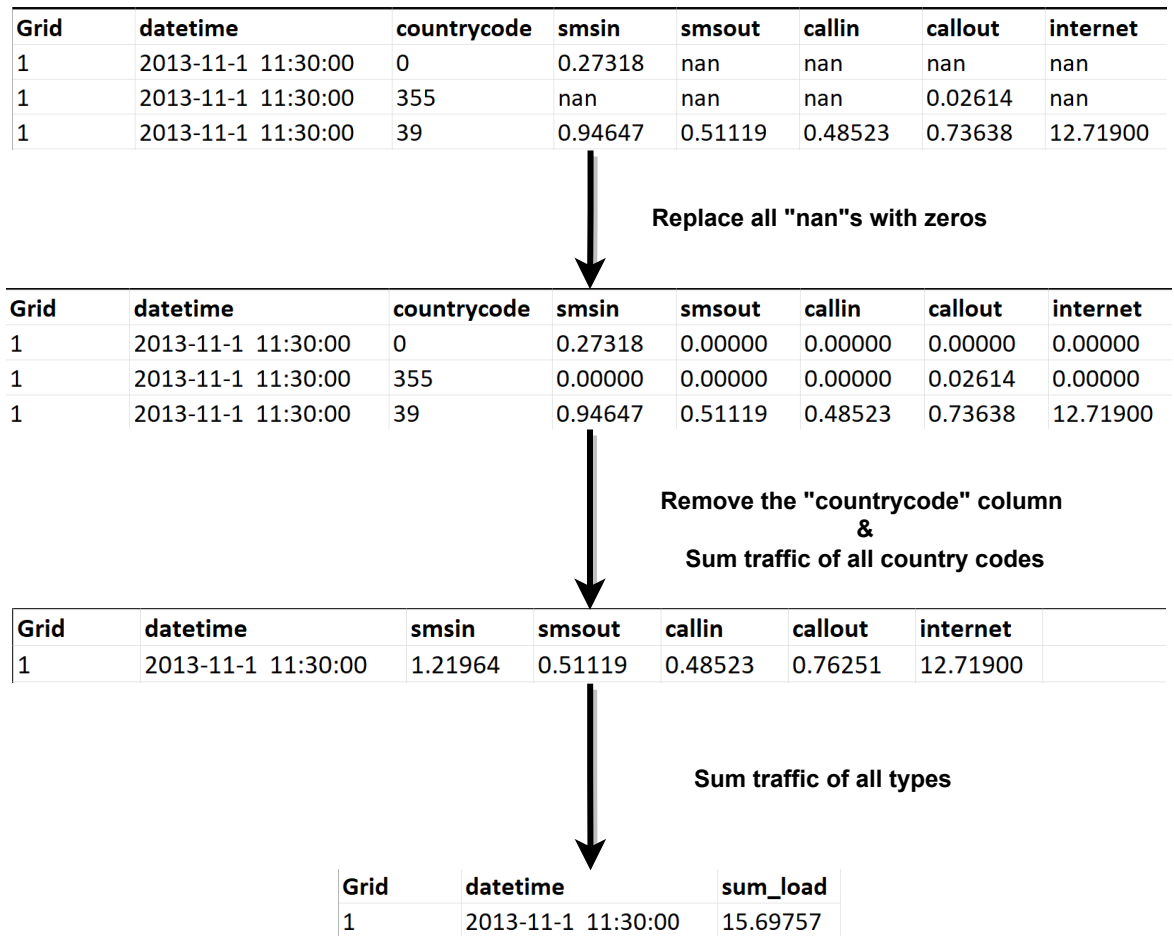 Grid datetime countrycode smsin smsout callin callout internet
1 2013-11-1 11:30:00 0 0.27318 nan nan nan nan
1 2013-11-1 11:30:00 355 nan nan nan 0.02614 nan
1 2013-11-1 11:30:00 39 0.94647 0.51119 0.48523 0.73638 12.71900
Replace all "nan"s with zeros
Grid datetime countrycode smsin smsout callin callout internet
1 2013-11-1 11:30:00 0 0.27318 0.00000 0.00000 0.00000 0.00000
1 2013-11-1 11:30:00 355 0.00000 0.00000 0.00000 0.02614 0.00000
1 2013-11-1 11:30:00 39 0.94647 0.51119 0.48523 0.73638 12.71900
Remove the "countrycode" column
&
Sum traffic of all country codes
Grid datetime smsin smsout callin callout internet
1 2013-11-1 11:30:00 1.21964 0.51119 0.48523 0.76251 12.71900
Sum traffic of all types
Grid datetime sum_load
1 2013-11-1 11:30:00 15.69757